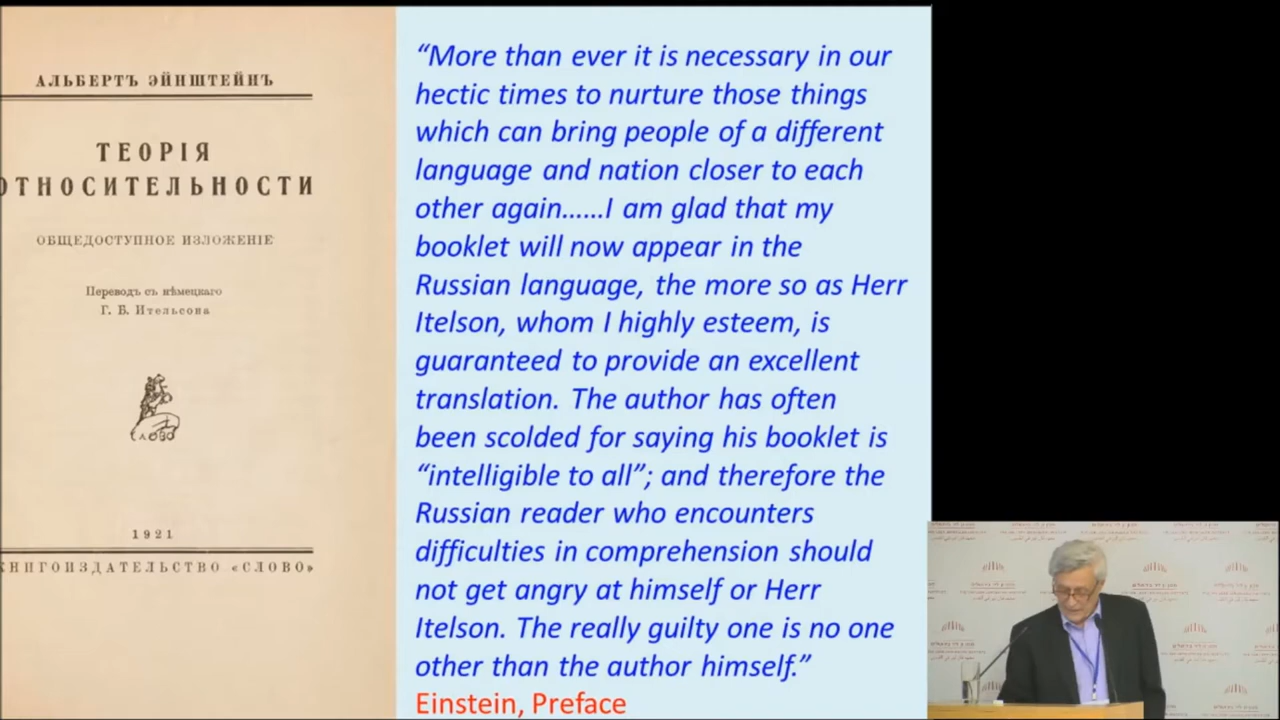 АЛЬБЕРТЪ ЭЙНШТЕЙНЪ
ТЕОРІЯ
ОТНОСИТЕЛЬНОСТИ
ОБЩЕДОСТУПНОЕ ИЗЛОЖЕНІЕ
Переводъ съ нѣмецкаго
Г. Б. Ительсона
СЛОВО
1921
КНИГОИЗДАТЕЛЬСТВО «СЛОВО»
“More than ever it is necessary in our
hectic times to nurture those things
which can bring people of a different
language and nation closer to each
other again……I am glad that my
booklet will now appear in the
Russian language, the more so as Herr
Itelson, whom I highly esteem, is
guaranteed to provide an excellent
translation. The author has often
been scolded for saying his booklet is
“intelligible to all”; and therefore the
Russian reader who encounters
difficulties in comprehension should
not get angry at himself or Herr
Itelson. The really guilty one is no one
other than the author himself.”
Einstein, Preface